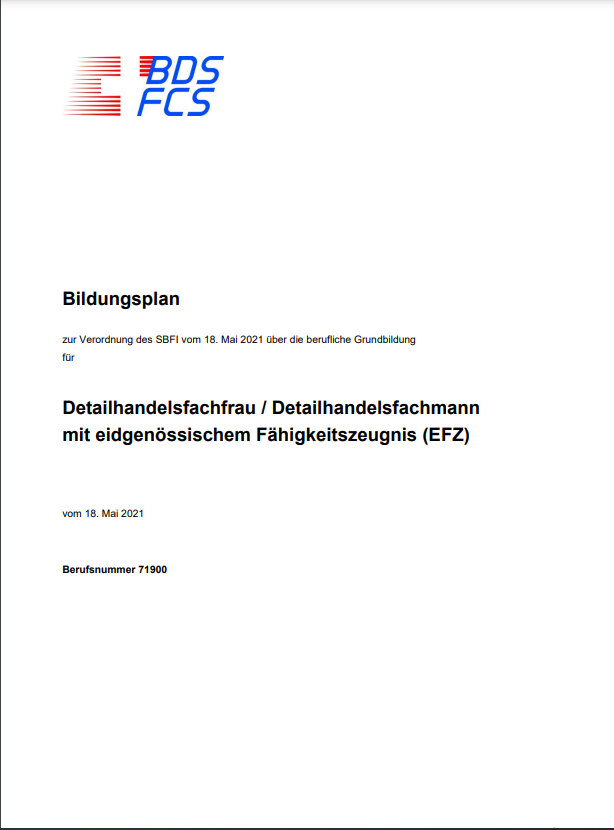 BDS
FCS
Bildungsplan
zur Verordnung des SBFI vom 18. Mai 2021 über die berufliche Grundbildung
für
Detailhandelsfachfrau / Detailhandelsfachmann
mit eidgenössischem Fähigkeitszeugnis (EFZ)
vom 18. Mai 2021
Berufsnummer 71900